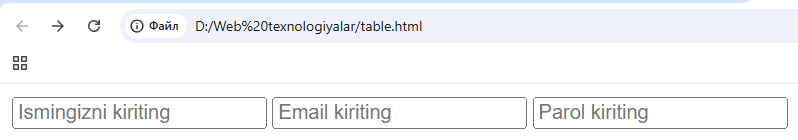 Файл D:/Web%20texnologiyalar/table.html
Ismingizni kiriting Email kiriting Parol kiriting